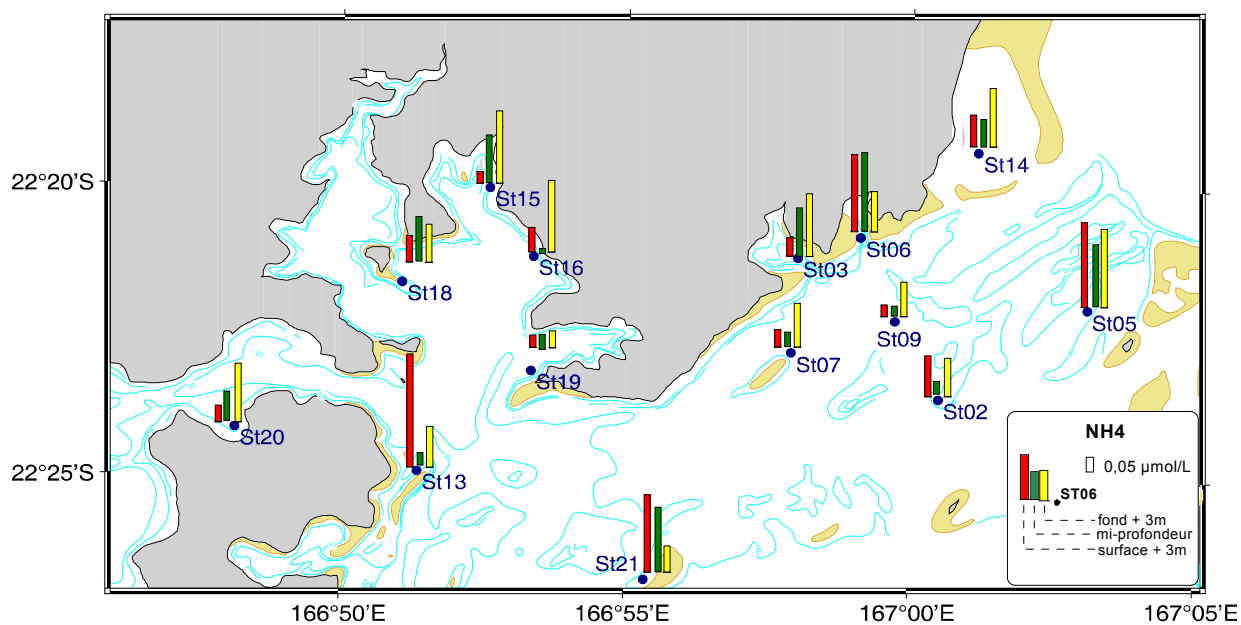 St14
22°20'S
St15
St06
St16
St03
St18
St05
St09
St07
St19
St02
St20
NH4
0,05 µmol/L
22°25'S
St13
ST06
fond + 3m
mi-profondeur
surface + 3m
St21
166°50'E
166°55'E
167°00'E
167°05'E